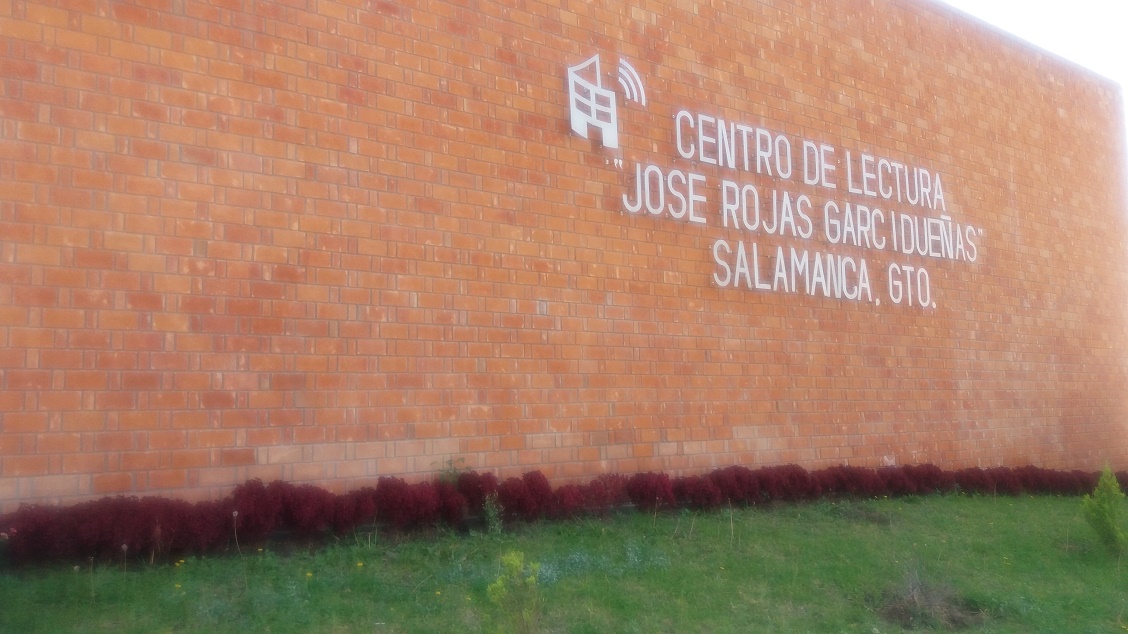 CENTRO DE LECTURA
"JOSE ROJAS GARCIDUEÑAS"
SALAMANCA, GTO.